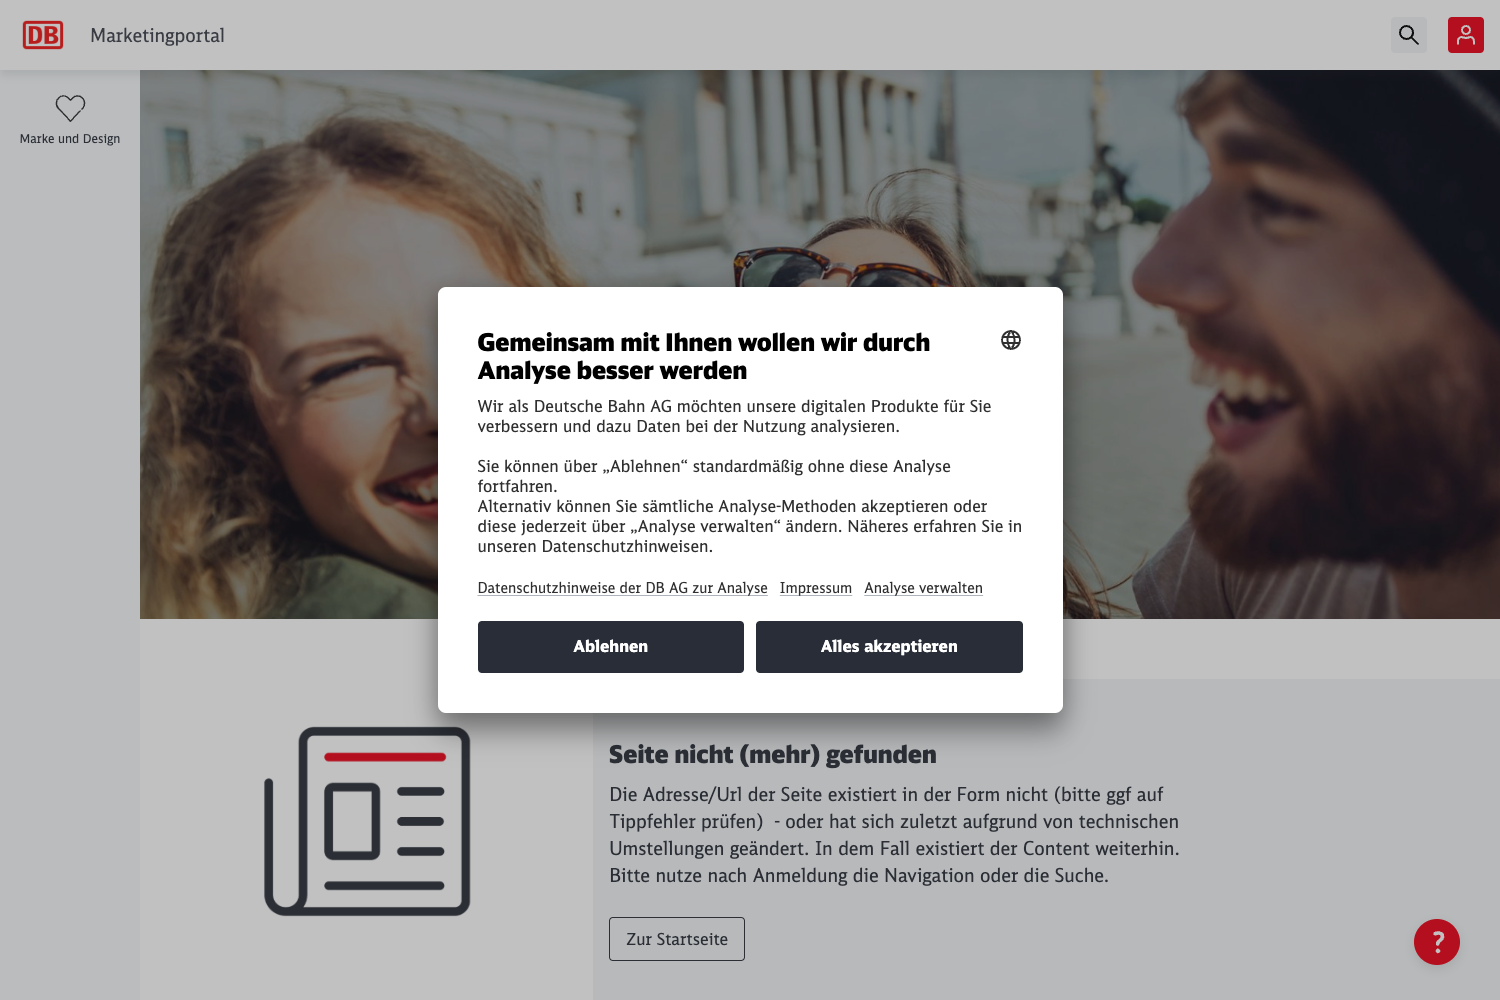 DB
Marketingportal
Marke und Design
Gemeinsam mit Ihnen wollen wir durch
Analyse besser werden
Wir als Deutsche Bahn AG möchten unsere digitalen Produkte für Sie
verbessern und dazu Daten bei der Nutzung analysieren.
Sie können über „Ablehnen“ standardmäßig ohne diese Analyse
fortfahren.
Alternativ können Sie sämtliche Analyse-Methoden akzeptieren oder
diese jederzeit über „Analyse verwalten“ ändern. Näheres erfahren Sie in
unseren Datenschutzhinweisen.
Datenschutzhinweise der DB AG zur Analyse Impressum Analyse verwalten
Ablehnen Alles akzeptieren
Seite nicht (mehr) gefunden
Die Adresse/Url der Seite existiert in der Form nicht (bitte ggf auf
Tippfehler prüfen)  - oder hat sich zuletzt aufgrund von technischen
Umstellungen geändert. In dem Fall existiert der Content weiterhin.
Bitte nutze nach Anmeldung die Navigation oder die Suche.
Zur Startseite
?